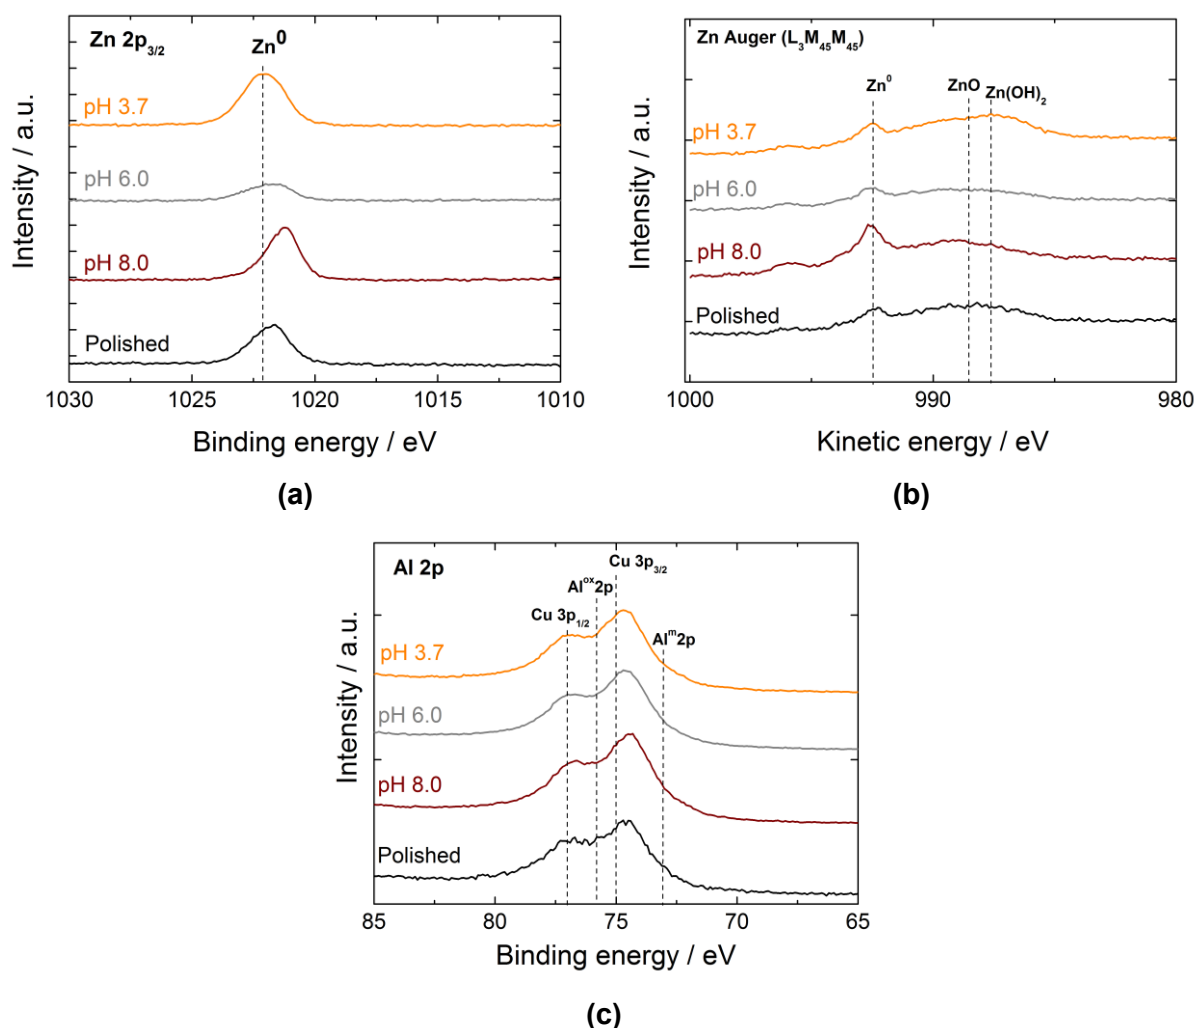 Zn 2p3/2
Zn0
pH 3.7
pH 6.0
pH 8.0
Polished
Intensity / a.u.
1030 1025 1020 1015 1010
Binding energy / eV
(a)
Zn Auger (L3M45M45)
Zn0 ZnO Zn(OH)2
pH 3.7
pH 6.0
pH 8.0
Polished
Intensity / a.u.
1000 990 980
Kinetic energy / eV
(b)
Al 2p
Cu 3p3/2
Alox2p
Cu 3p1/2
Alm2p
pH 3.7
pH 6.0
pH 8.0
Polished
Intensity / a.u.
85 80 75 70 65
Binding energy / eV
(c)